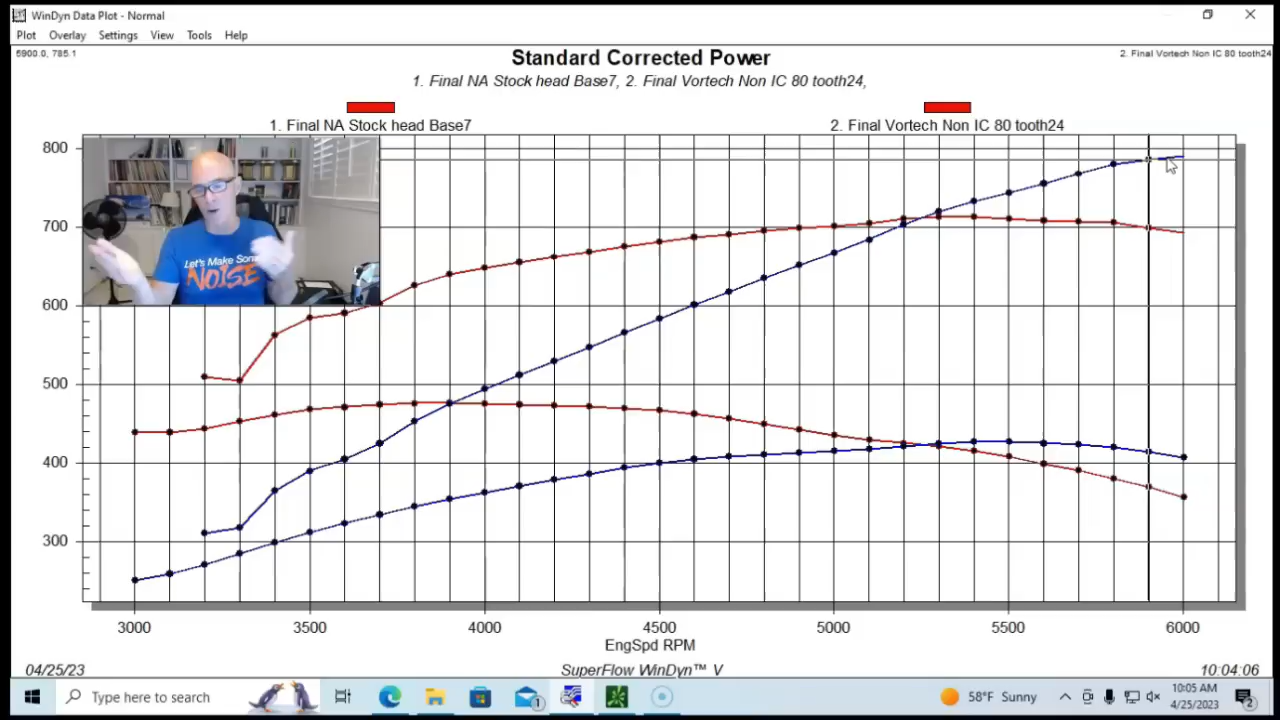 WinDyn Data Plot - Normal
Plot Overlay Settings View Tools Help
5900.0, 785.1
2. Final Vortech Non IC 80 tooth24
Standard Corrected Power
1. Final NA Stock head Base7, 2. Final Vortech Non IC 80 tooth24,
1. Final NA Stock head Base7
2. Final Vortech Non IC 80 tooth24
800
700
600
500
400
300
Let's Make Some
NOISE
3000 3500 4000 4500 5000 5500 6000
EngSpd RPM
04/25/23
SuperFlow WinDyn™ V
10:04:06
Type here to search
1
58°F Sunny
10:05 AM
4/25/2023
2